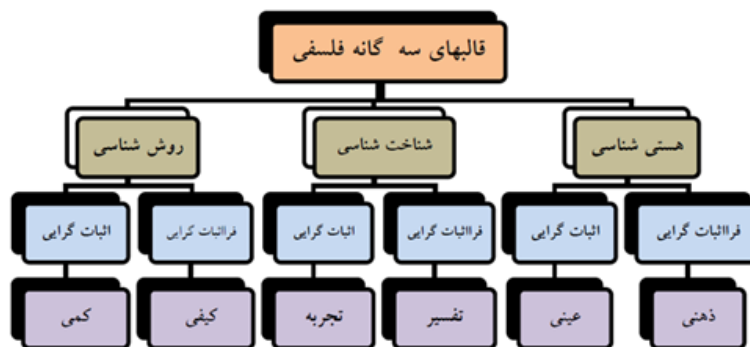 قالبهای سه گانه فلسفی
هستی شناسی
شناخت شناسی
روش شناسی
فرااثبات گرایی
اثبات گرایی
فرااثبات گرایی
اثبات گرایی
فرااثبات گرایی
اثبات گرایی
ذهنی
عینی
تفسیر
تجربه
کیفی
کمی